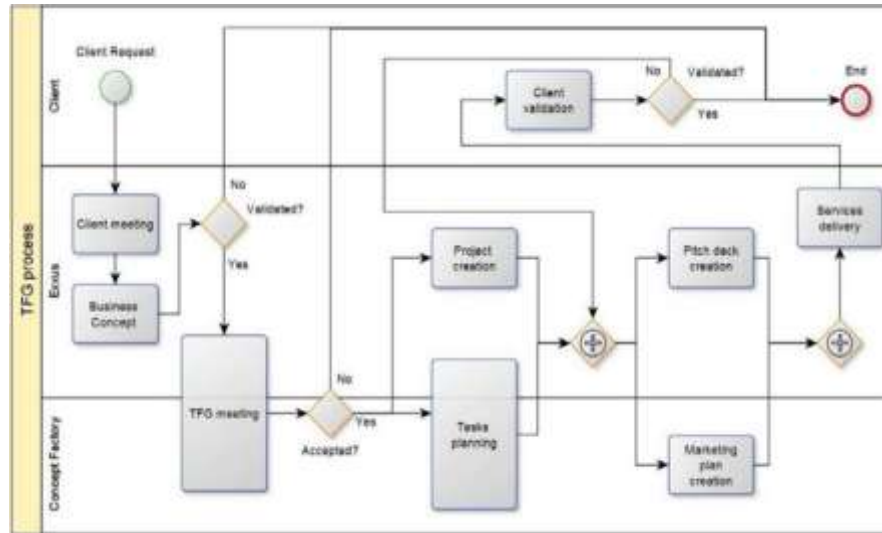 TFG process
Client
Client Request
No
Validated?
Yes
Client
validation
End
Exxus
Client meeting
Business
Concept
No
Validated?
Yes
Project
creation
Pitch deck
creation
Services
delivery
Concept Factory
TFG meeting
No
Yes
Accepted?
Tasks
planning
Marketing
plan
creation